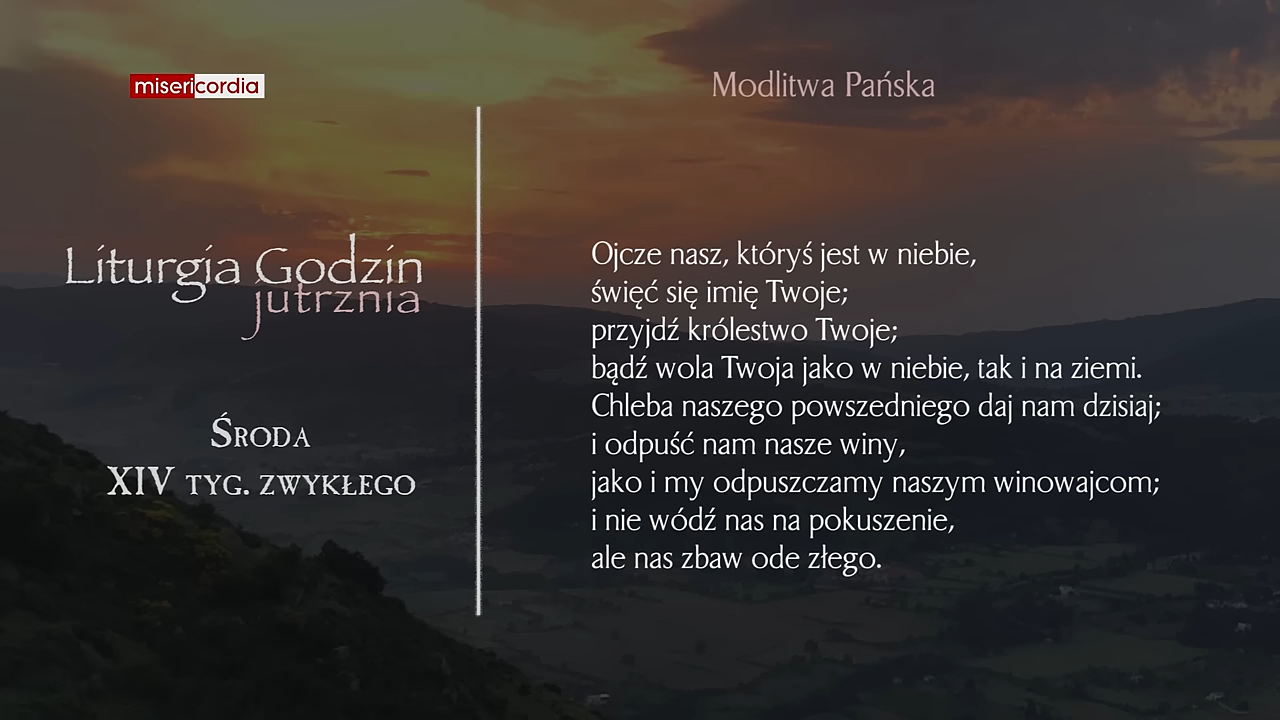 misericordia
Liturgia Godzin
jutrznia
Środa
XIV tyg. zwykłego
Modlitwa Pańska
Ojcze nasz, któryś jest w niebie,
święć się imię Twoje;
przyjdź królestwo Twoje;
bądź wola Twoja jako w niebie, tak i na ziemi.
Chleba naszego powszedniego daj nam dzisiaj;
i odpuść nam nasze winy,
jako i my odpuszczamy naszym winowajcom;
i nie wódź nas na pokuszenie,
ale nas zbaw ode złego.